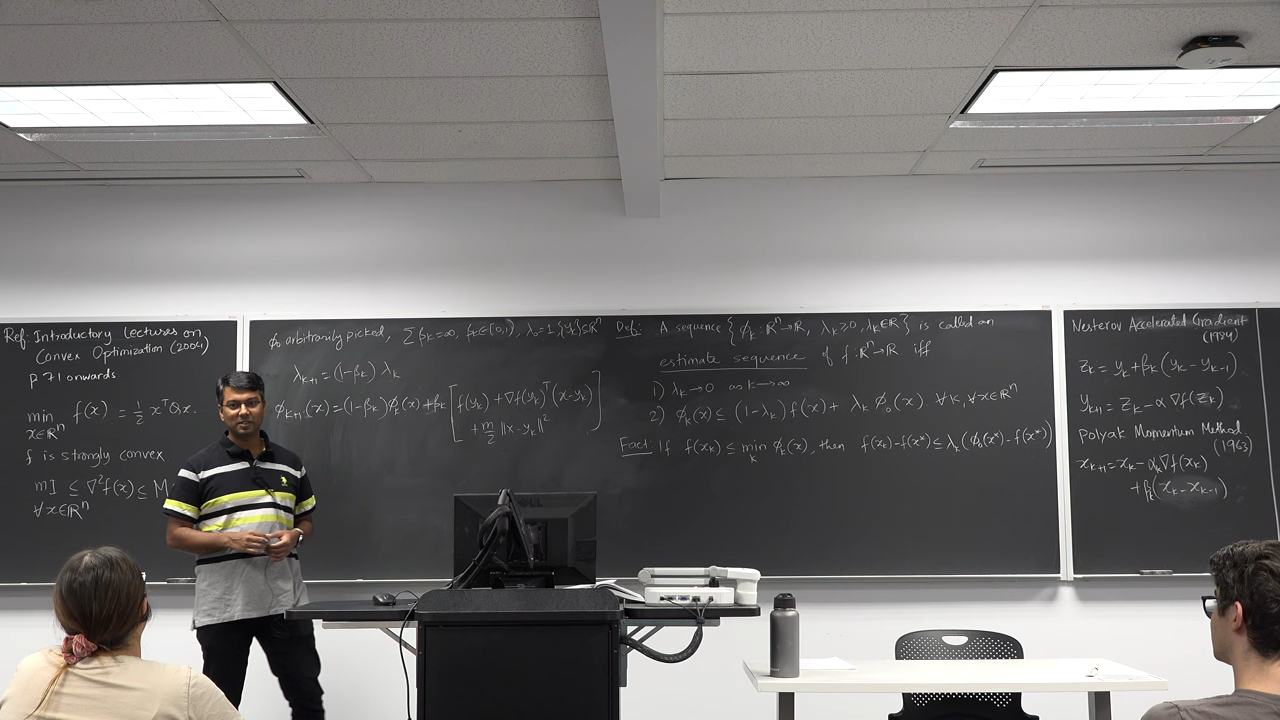 Ref: Introductory Lectures on
Convex Optimization (2004)
p 71 onwards
min f(x) = ½ xᵀQx.
x∈ℝⁿ
f is strongly convex
mI ≤ ∇²f(x) ≤ M
∀x∈ℝⁿ
ϕ₀ arbitrarily picked, ∑βₖ=∞, βₖ∈(0,1), λ₀=1, {yₖ}⊆ℝⁿ
λₖ₊₁ = (1-βₖ) λₖ
ϕₖ₊₁(x) = (1-βₖ)ϕₖ(x) + βₖ [f(yₖ) + ∇f(yₖ)ᵀ(x-yₖ)
+ m/2 ||x-yₖ||²]
Def: A sequence {ϕₖ: ℝⁿ→ℝ, λₖ≥0, λₖ∈ℝ} is called an
estimate sequence of f: ℝⁿ→ℝ iff
1) λₖ→0 as k→∞
2) ϕₖ(x) ≤ (1-λₖ) f(x) + λₖ ϕ₀(x) ∀k, ∀x∈ℝⁿ
Fact: If f(xₖ) ≤ min ϕₖ(x), then f(xₖ)-f(x*) ≤ λₖ(ϕ₀(x*)-f(x*))
k
Nesterov Accelerated Gradient
(1984)
zₖ = yₖ + βₖ (yₖ - yₖ₋₁)
yₖ₊₁ = zₖ - α ∇f(zₖ)
Polyak Momentum Method
(1963)
xₖ₊₁ = xₖ - αₖ∇f(xₖ)
+ βₖ(xₖ - xₖ₋₁)
DELL